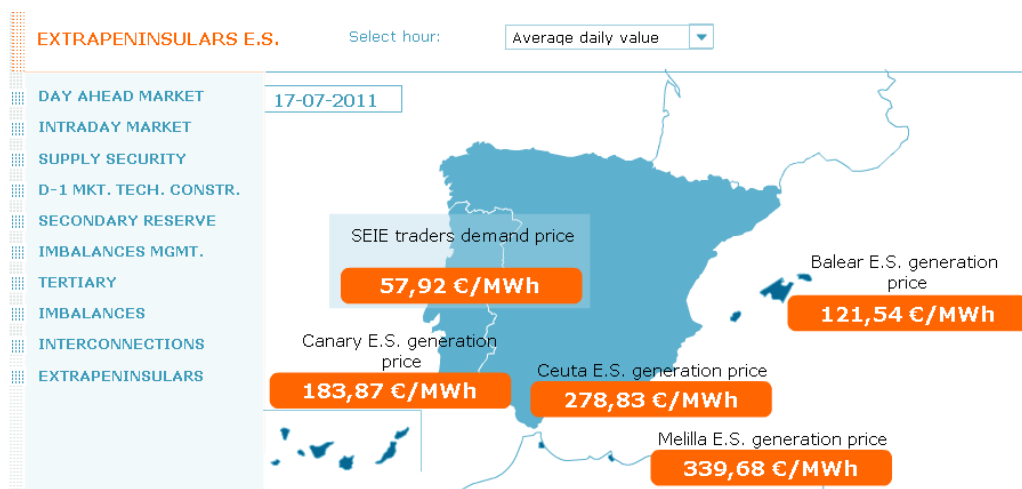 EXTRAPENINSULARS E.S.
Select hour:
Average daily value
DAY AHEAD MARKET
INTRADAY MARKET
SUPPLY SECURITY
D-1 MKT. TECH. CONSTR.
SECONDARY RESERVE
IMBALANCES MGMT.
TERTIARY
IMBALANCES
INTERCONNECTIONS
EXTRAPENINSULARS
17-07-2011
SEIE traders demand price
57,92 €/MWh
Balear E.S. generation
price
121,54 €/MWh
Canary E.S. generation
price
183,87 €/MWh
Ceuta E.S. generation price
278,83 €/MWh
Melilla E.S. generation price
339,68 €/MWh